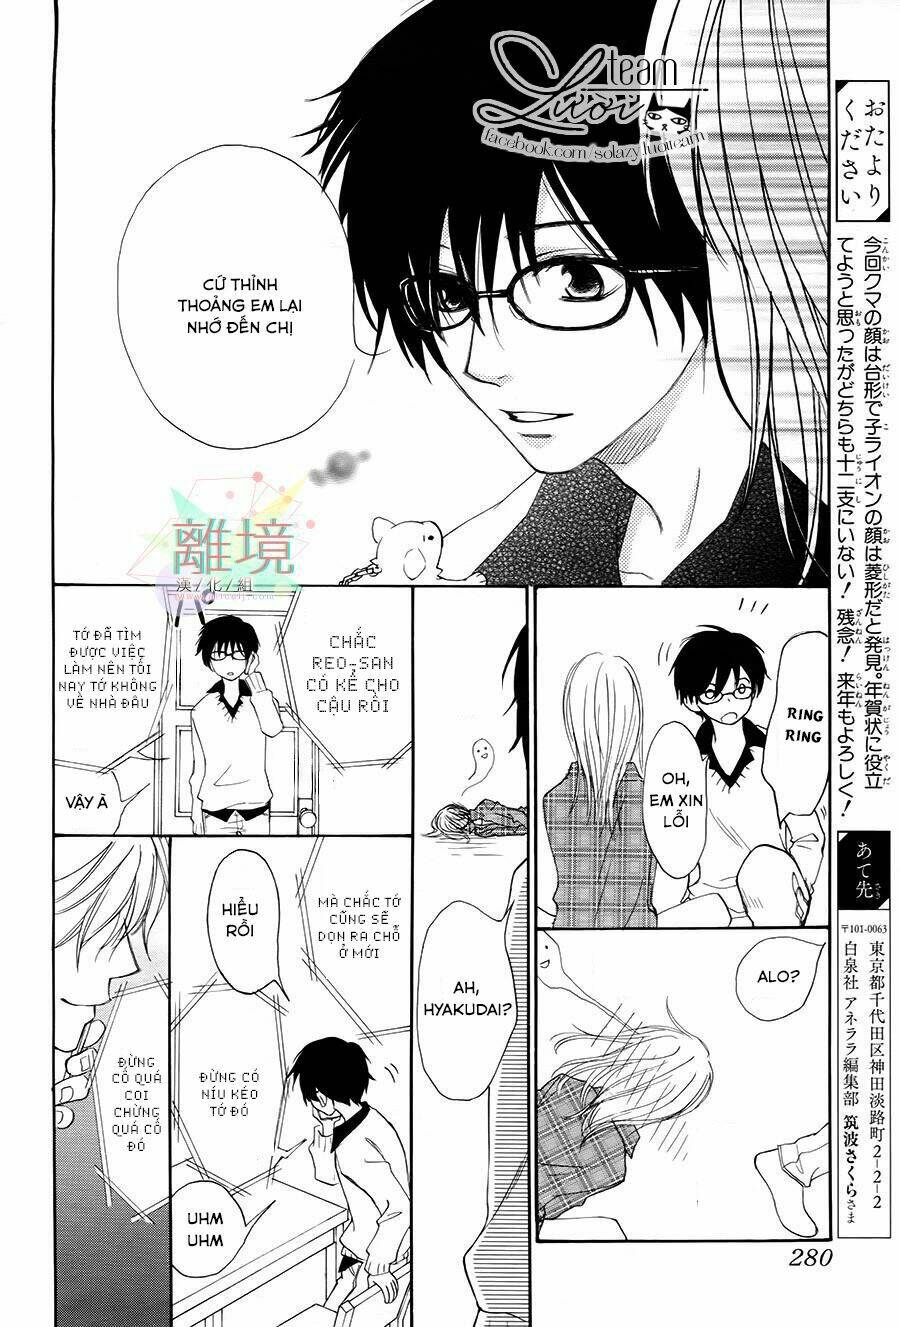 team
Lười
facebook.com/solazy.luoiteam
CỨ THỈNH
THOẢNG EM LẠI
NHỚ ĐẾN CHỊ
離境
漢/化/組
RING
RING
OH,
EM XIN
LỖI
ALO?
AH,
HYAKUDAI?
CHẮC
REO-SAN
CÓ KỂ CHO
CẬU RỒI
TỚ ĐÃ TÌM
ĐƯỢC VIỆC
LÀM NÊN TỐI
NAY TỚ KHÔNG
VỀ NHÀ ĐÂU
VẬY À
MÀ CHẮC TỚ
CŨNG SẼ
DỌN RA CHỖ
Ở MỚI
HIỂU
RỒI
ĐỪNG CÓ
NÍU KÉO
TỚ ĐÓ
ĐỪNG
CỐ QUÁ
COI
CHỪNG
QUÁ CỐ
ĐÓ
UHM
UHM
おたより
ください
今回クマの顔は台形で子ライオンの顔は菱形だと発見。年賀状に役立
てようと思ったがどちらも十二支にいない！残念！来年もよろしく！
あて先
〒101-0063
東京都千代田区神田淡路町2-2-2
白泉社 アネララ編集部 筑波さくらさま
280